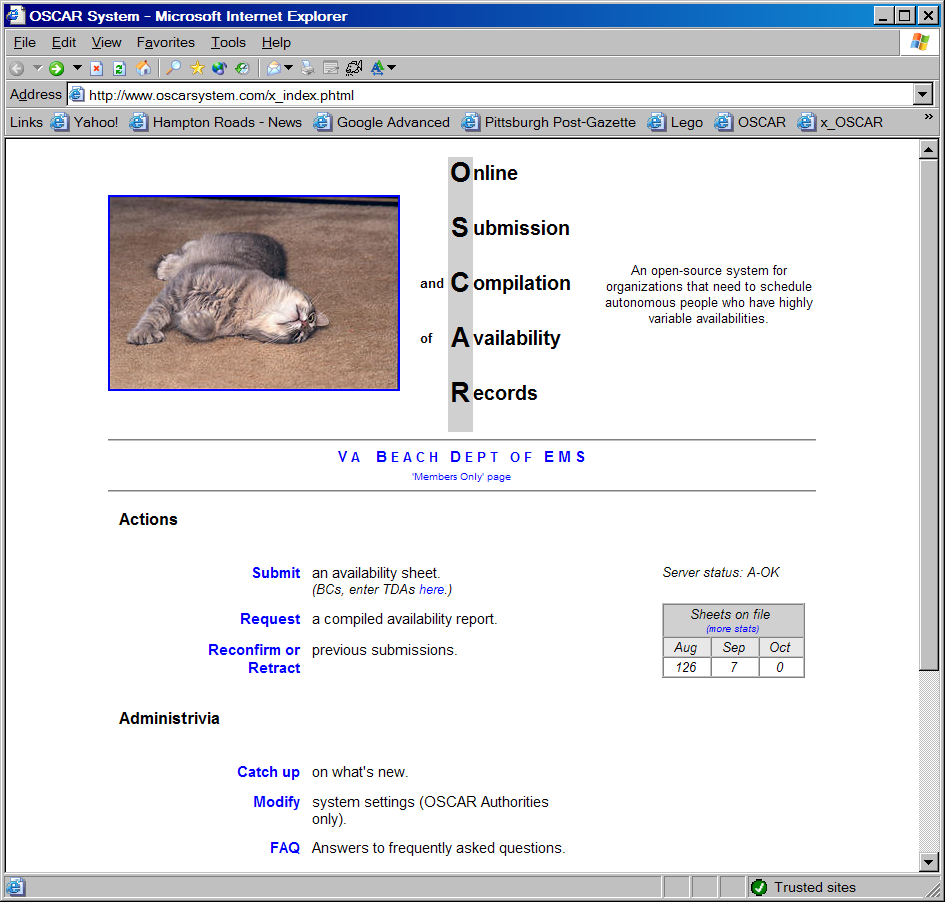 OSCAR System - Microsoft Internet Explorer
File Edit View Favorites Tools Help
Address http://www.oscarsystem.com/x_index.phtml
Links Yahoo! Hampton Roads - News Google Advanced Pittsburgh Post-Gazette Lego OSCAR x_OSCAR »
Online
Submission
and Compilation
of Availability
Records
An open-source system for
organizations that need to schedule
autonomous people who have highly
variable availabilities.
VA BEACH DEPT OF EMS
'Members Only' page
Actions
Submit an availability sheet.
(BCs, enter TDAs here.)
Request a compiled availability report.
Reconfirm or previous submissions.
Retract
Server status: A-OK
Sheets on file
(more stats)
Aug Sep Oct
126 7 0
Administrivia
Catch up on what's new.
Modify system settings (OSCAR Authorities
only).
FAQ Answers to frequently asked questions.
Trusted sites